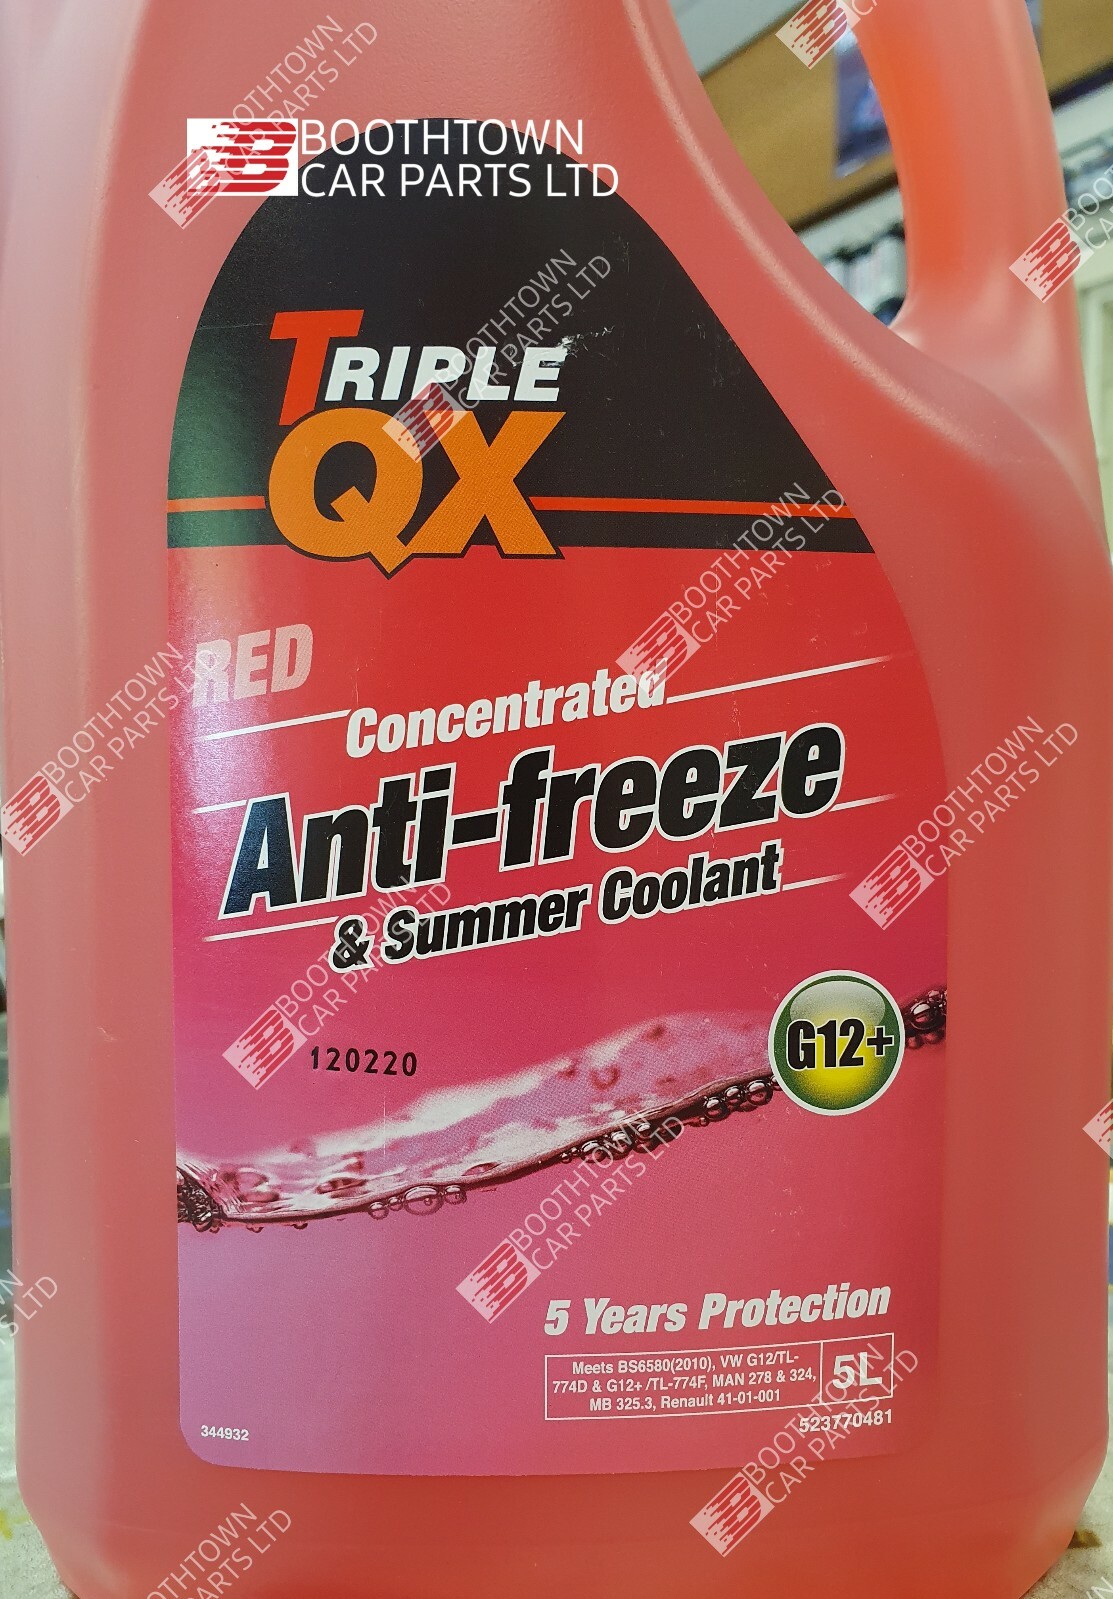 BOOTHTOWN
CAR PARTS LTD
TRIPLE
QX
RED
Concentrated
Anti-freeze
& Summer Coolant
G12+
120220
5 Years Protection
Meets BS6580(2010), VW G12/TL-
774D & G12+ /TL-774F, MAN 278 & 324,
MB 325.3, Renault 41-01-001
5L
344932
523770481